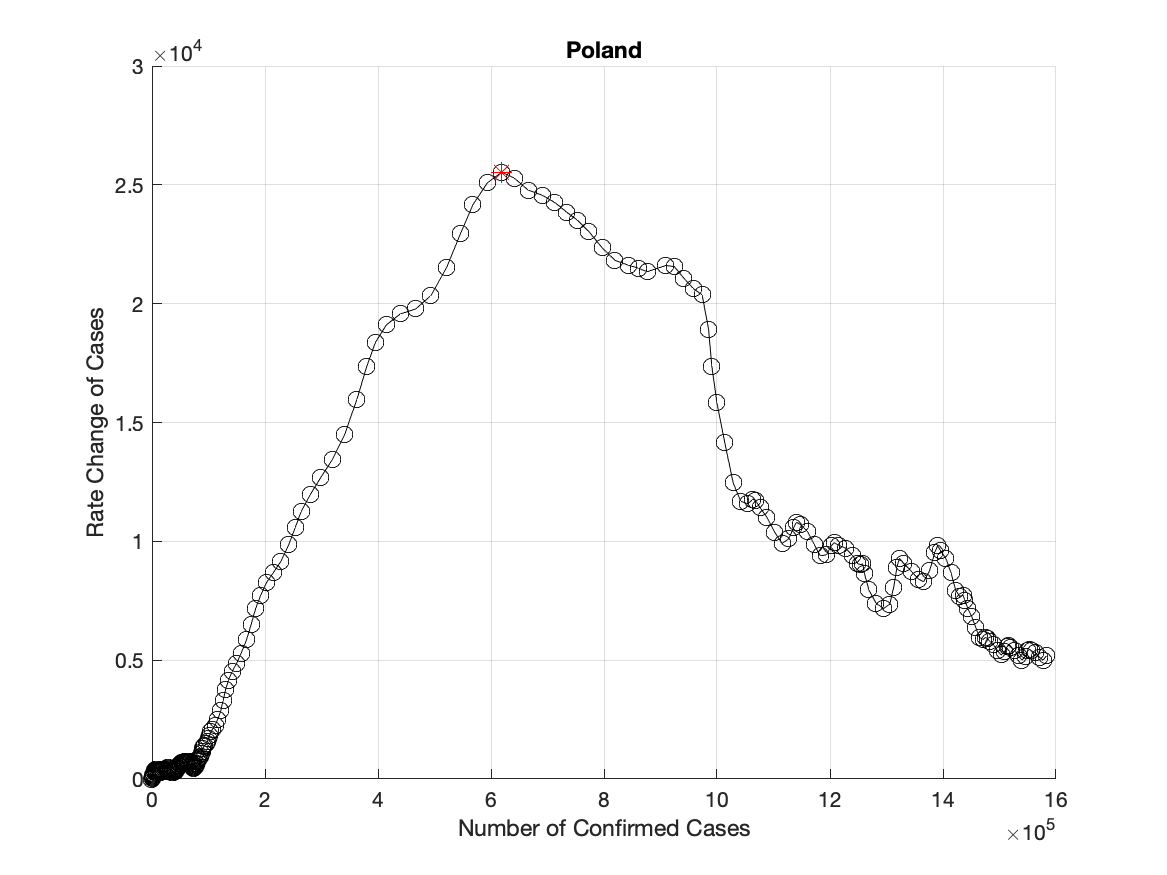 Poland
×10⁴
3
2.5
2
1.5
1
0.5
0
Rate Change of Cases
0 2 4 6 8 10 12 14 16
Number of Confirmed Cases
×10⁵